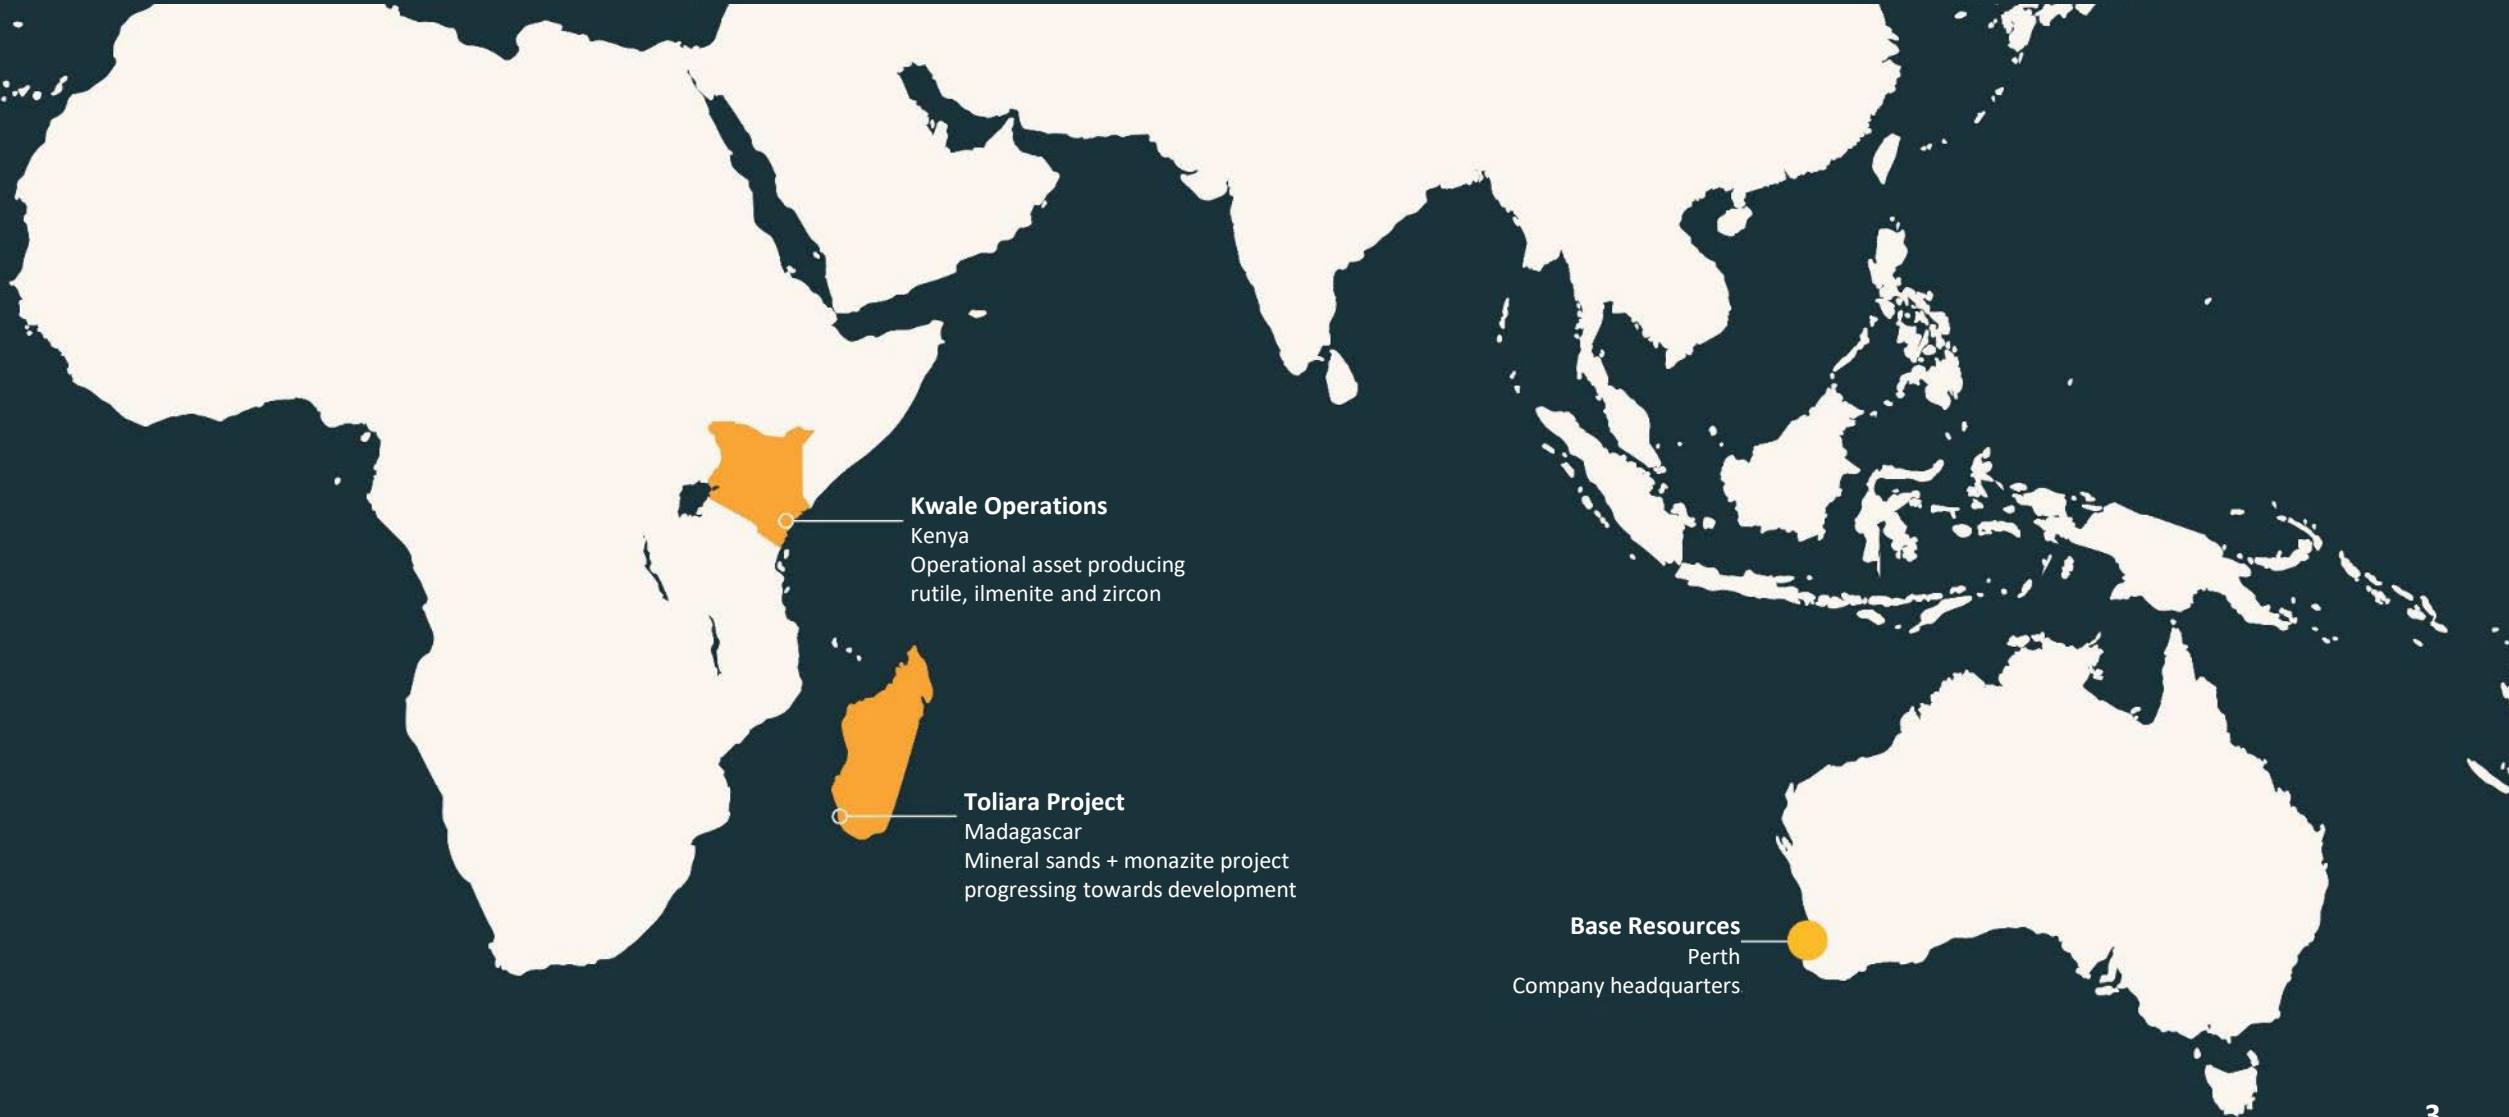 Kwale Operations
Kenya
Operational asset producing
rutile, ilmenite and zircon
Toliara Project
Madagascar
Mineral sands + monazite project
progressing towards development
Base Resources
Perth
Company headquarters
3